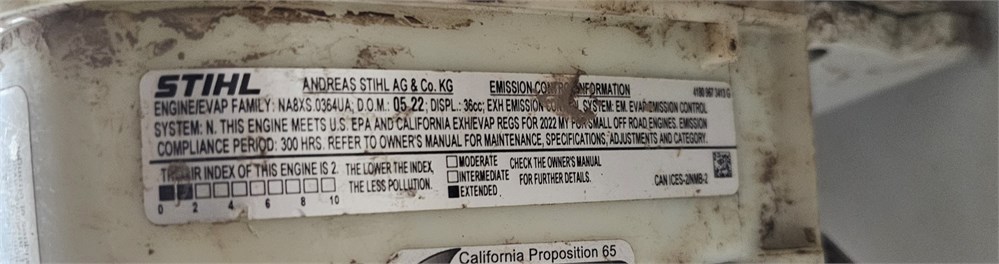 STIHL ANDREAS STIHL AG & Co. KG EMISSION CONTROL INFORMATION 4180 967 3413 G
ENGINE/EVAP FAMILY: NA8XS.0364UA; D.O.M.: 05.22; DISPL.: 36cc; EXH EMISSION CONTROL SYSTEM: EM. EVAP EMISSION CONTROL
SYSTEM: N. THIS ENGINE MEETS U.S. EPA AND CALIFORNIA EXH/EVAP REGS FOR 2022 MY FOR SMALL OFF ROAD ENGINES. EMISSION
COMPLIANCE PERIOD: 300 HRS. REFER TO OWNER'S MANUAL FOR MAINTENANCE, SPECIFICATIONS, ADJUSTMENTS AND CATEGORY.
THE AIR INDEX OF THIS ENGINE IS 2. THE LOWER THE INDEX, THE LESS POLLUTION.
0 2 4 6 8 10
MODERATE
INTERMEDIATE
EXTENDED
CHECK THE OWNER'S MANUAL
FOR FURTHER DETAILS.
CAN ICES-2/NMB-2
California Proposition 65